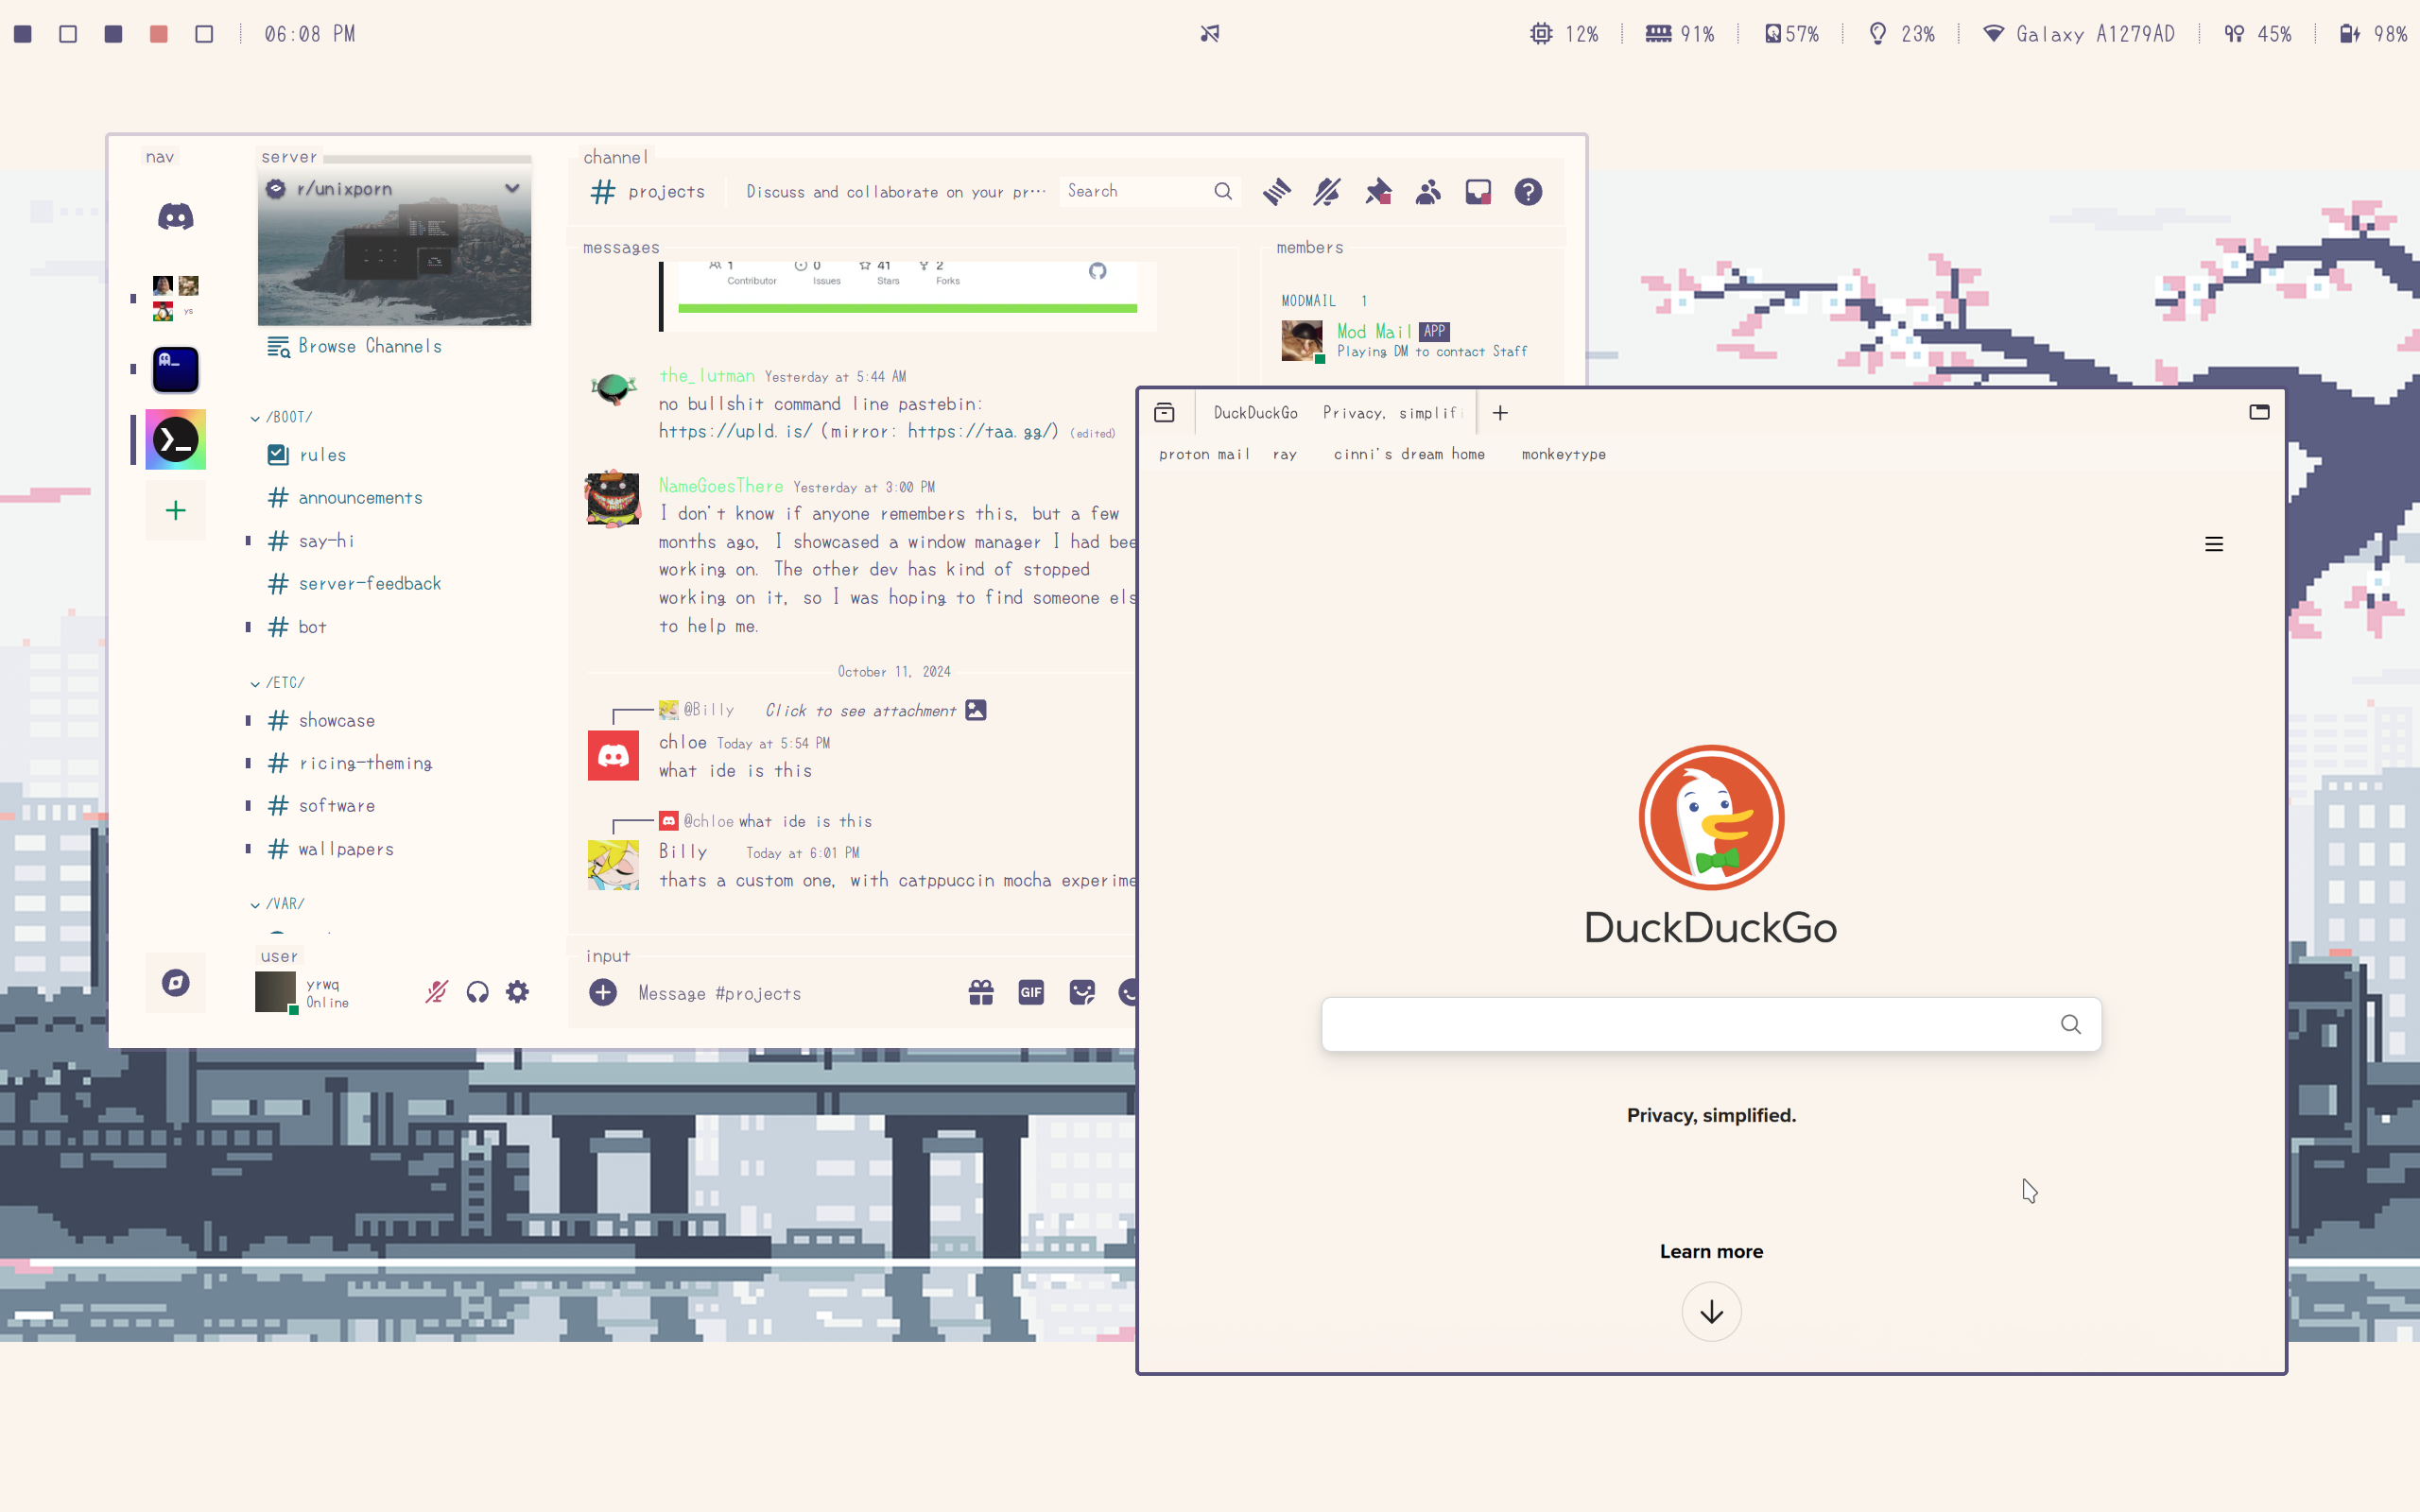 06:08 PM
12%
91%
57%
23%
Galaxy A1279AD
45%
98%
nav
ys
server
r/unixporn
Browse Channels
/BOOT/
rules
announcements
say-hi
server-feedback
bot
/ETC/
showcase
ricing-theming
software
wallpapers
/VAR/
user
yrwq
Online
channel
projects
Discuss and collaborate on your pr...
Search
messages
1 0 41 2
Contributor Issues Stars Forks
the_lutman Yesterday at 5:44 AM
no bullshit command line pastebin:
https://upld.is/ (mirror: https://taa.gg/) (edited)
NameGoesThere Yesterday at 3:00 PM
I don't know if anyone remembers this, but a few
months ago, I showcased a window manager I had bee
working on. The other dev has kind of stopped
working on it, so I was hoping to find someone els
to help me.
October 11, 2024
@Billy Click to see attachment
chloe Today at 5:54 PM
what ide is this
@chloe what ide is this
Billy Today at 6:01 PM
thats a custom one, with catppuccin mocha experime
input
Message #projects
GIF
members
MODMAIL 1
Mod Mail APP
Playing DM to contact Staff
DuckDuckGo Privacy, simplifi
proton mail ray cinni's dream home monkeytype
DuckDuckGo
Privacy, simplified.
Learn more